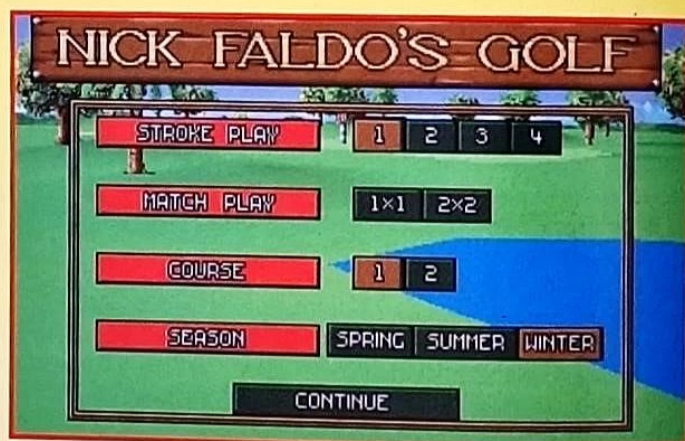 NICK FALDO'S GOLF
STROKE PLAY 1 2 3 4
MATCH PLAY 1×1 2×2
COURSE 1 2
SEASON SPRING SUMMER WINTER
CONTINUE